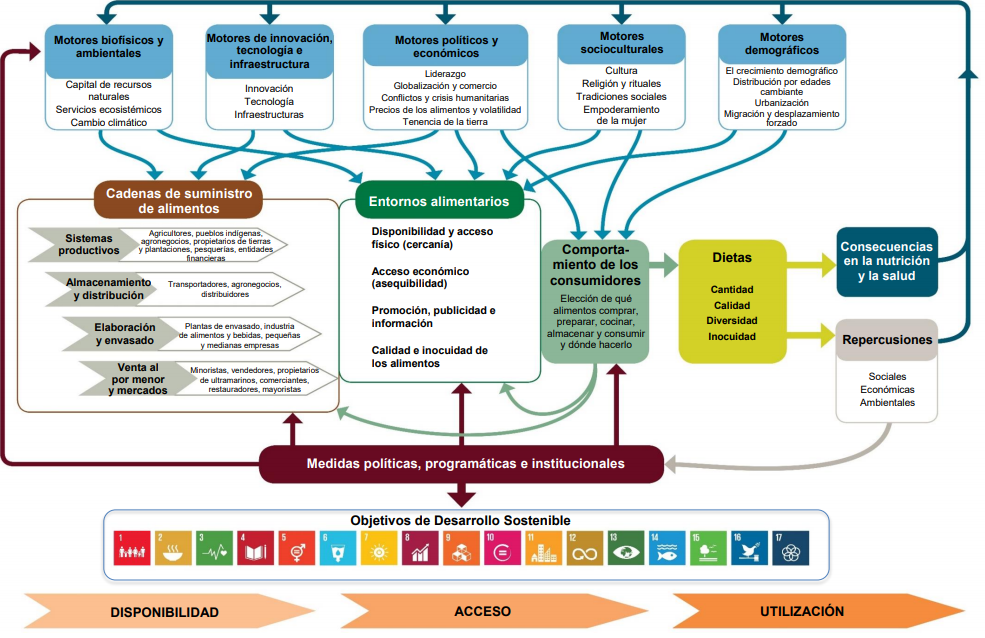 Motores biofísicos y
ambientales
Capital de recursos
naturales
Servicios ecosistémicos
Cambio climático
Motores de innovación,
tecnología e
infraestructura
Innovación
Tecnología
Infraestructuras
Motores políticos y
económicos
Liderazgo
Globalización y comercio
Conflictos y crisis humanitarias
Precios de los alimentos y volatilidad
Tenencia de la tierra
Motores
socioculturales
Cultura
Religión y rituales
Tradiciones sociales
Empoderamiento
de la mujer
Motores
demográficos
El crecimiento demográfico
Distribución por edades
cambiante
Urbanización
Migración y desplazamiento
forzado
Cadenas de suministro
de alimentos
Sistemas
productivos
Agricultores, pueblos indígenas,
agronegocios, propietarios de tierras
y plantaciones, pesquerías, entidades
financieras
Almacenamiento
y distribución
Transportadores, agronegocios,
distribuidores
Elaboración
y envasado
Plantas de envasado, industria
de alimentos y bebidas, pequeñas
y medianas empresas
Venta al
por menor
y mercados
Minoristas, vendedores, propietarios
de ultramarinos, comerciantes,
restauradores, mayoristas
Entornos alimentarios
Disponibilidad y acceso
físico (cercanía)
Acceso económico
(asequibilidad)
Promoción, publicidad e
información
Calidad e inocuidad de
los alimentos
Comporta-
miento de los
consumidores
Elección de qué
alimentos comprar,
preparar, cocinar,
almacenar y consumir
y dónde hacerlo
Dietas
Cantidad
Calidad
Diversidad
Inocuidad
Consecuencias
en la nutrición
y la salud
Repercusiones
Sociales
Económicas
Ambientales
Medidas políticas, programáticas e institucionales
Objetivos de Desarrollo Sostenible
1 2 3 4 5 6 7 8 9 10 11 12 13 14 15 16 17
DISPONIBILIDAD
ACCESO
UTILIZACIÓN